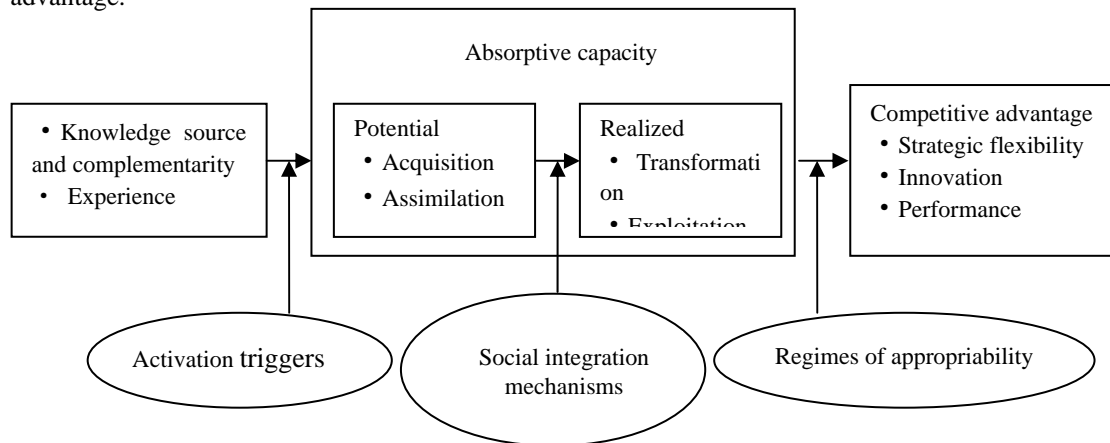 advantage.
Absorptive capacity
• Knowledge source
and complementarity
• Experience
Potential
• Acquisition
• Assimilation
Realized
• Transformati
on
• Exploitation
Competitive advantage
• Strategic flexibility
• Innovation
• Performance
Activation triggers
Social integration
mechanisms
Regimes of appropriability